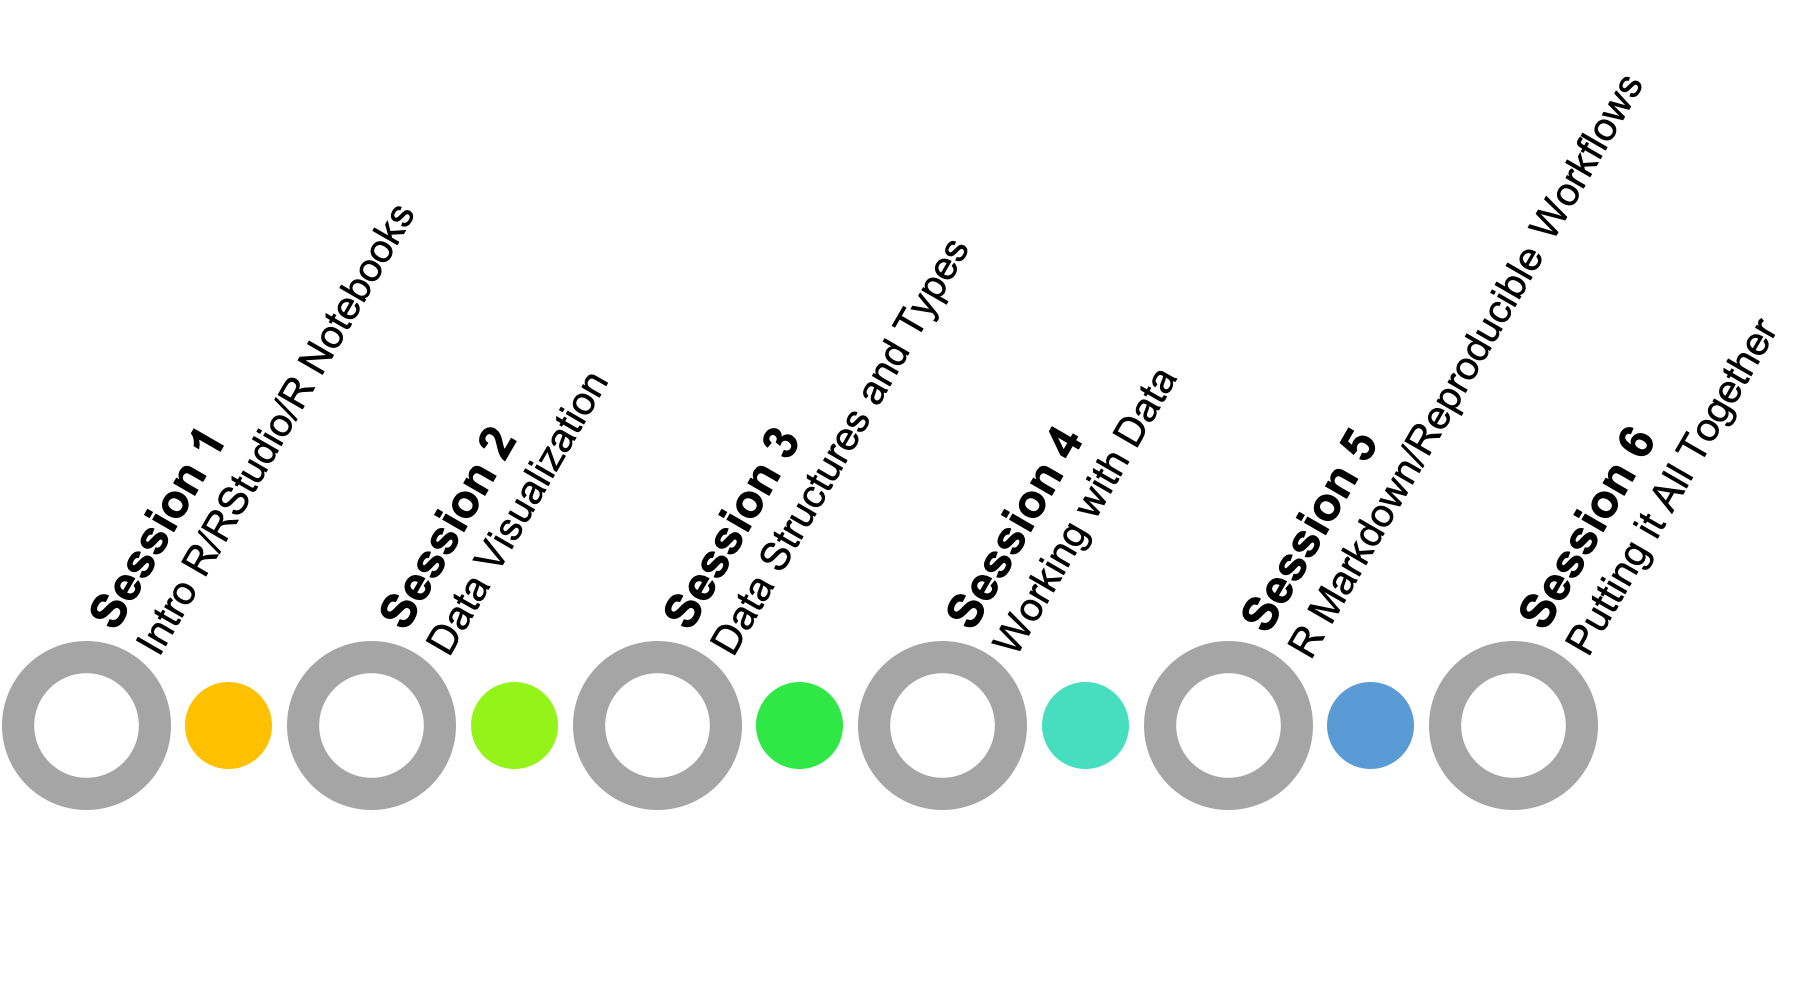 Session 1
Intro R/RStudio/R Notebooks
Session 2
Data Visualization
Session 3
Data Structures and Types
Session 4
Working with Data
Session 5
R Markdown/Reproducible Workflows
Session 6
Putting it All Together